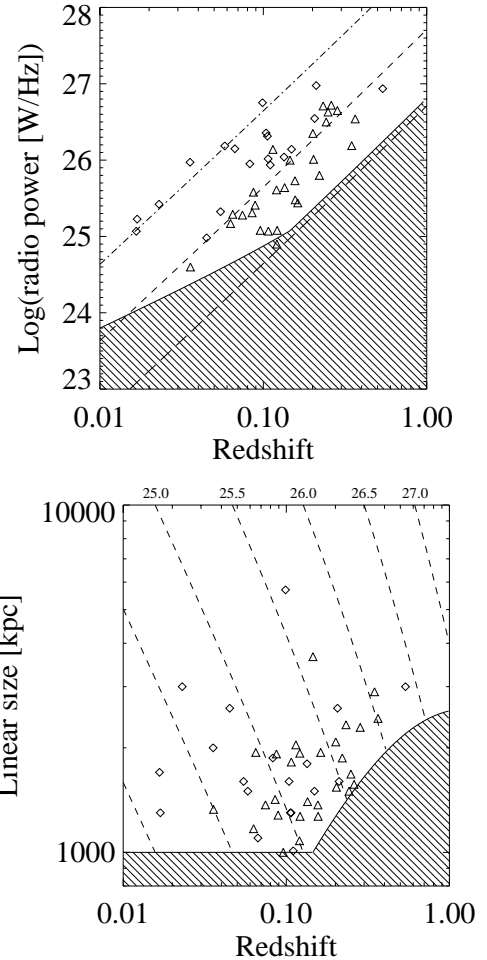 28
27
26
25
24
23
Log(radio power [W/Hz])
0.01 0.10 1.00
Redshift
25.0 25.5 26.0 26.5 27.0
10000
1000
Linear size [kpc]
0.01 0.10 1.00
Redshift